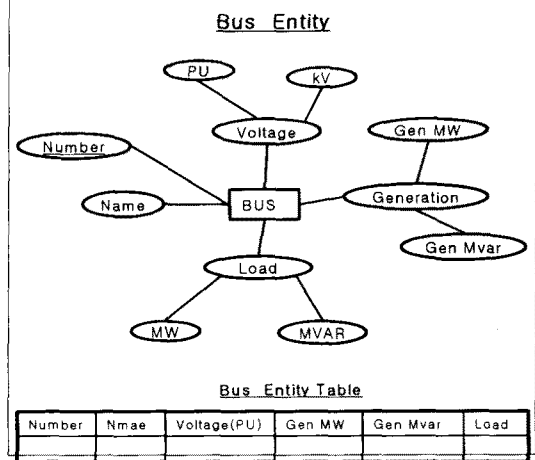 Bus Entity
PU
kV
Voltage
Gen MW
Number
Name
BUS
Generation
Gen Mvar
Load
MW
MVAR
Bus Entity Table
Number Nmae Voltage(PU) Gen MW Gen Mvar Load